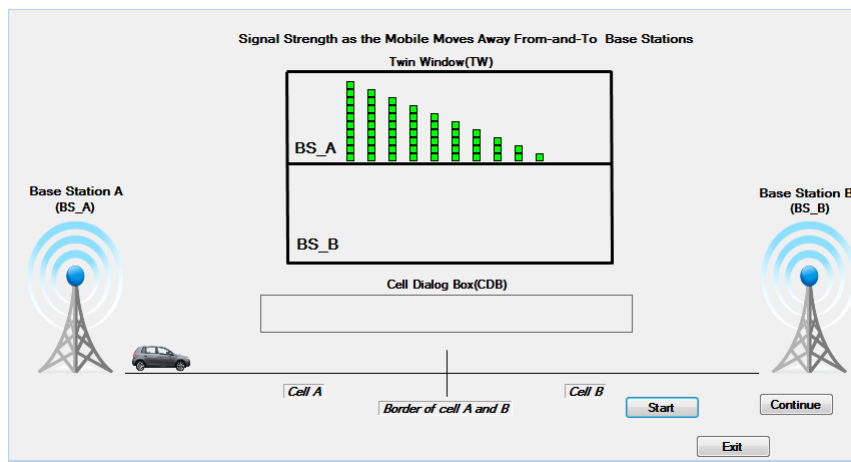 Signal Strength as the Mobile Moves Away From-and-To Base Stations
Twin Window(TW)
BS_A
BS_B
Base Station A
(BS_A)
Base Station B
(BS_B)
Cell Dialog Box(CDB)
Cell A
Border of cell A and B
Cell B
Start
Continue
Exit